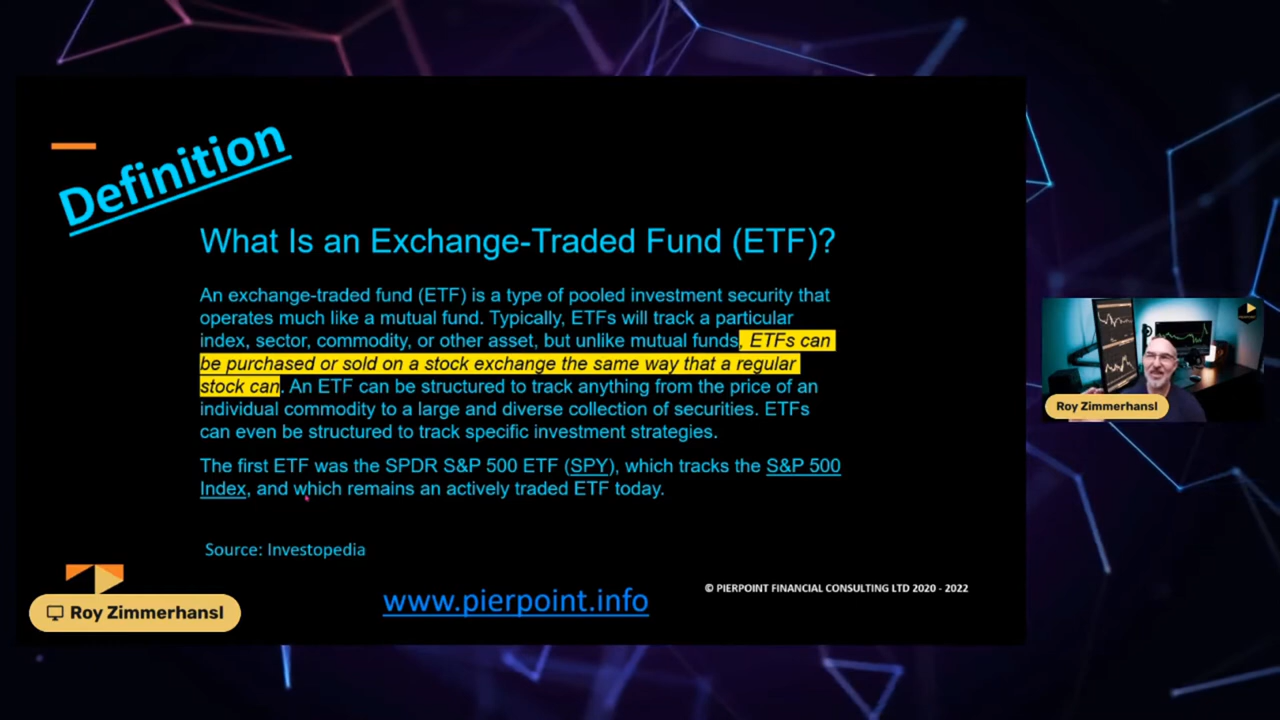 Definition
What Is an Exchange-Traded Fund (ETF)?
An exchange-traded fund (ETF) is a type of pooled investment security that
operates much like a mutual fund. Typically, ETFs will track a particular
index, sector, commodity, or other asset, but unlike mutual funds, ETFs can
be purchased or sold on a stock exchange the same way that a regular
stock can. An ETF can be structured to track anything from the price of an
individual commodity to a large and diverse collection of securities. ETFs
can even be structured to track specific investment strategies.
The first ETF was the SPDR S&P 500 ETF (SPY), which tracks the S&P 500
Index, and which remains an actively traded ETF today.
Source: Investopedia
www.pierpoint.info
© PIERPOINT FINANCIAL CONSULTING LTD 2020 - 2022
Roy Zimmerhansl
Roy Zimmerhansl